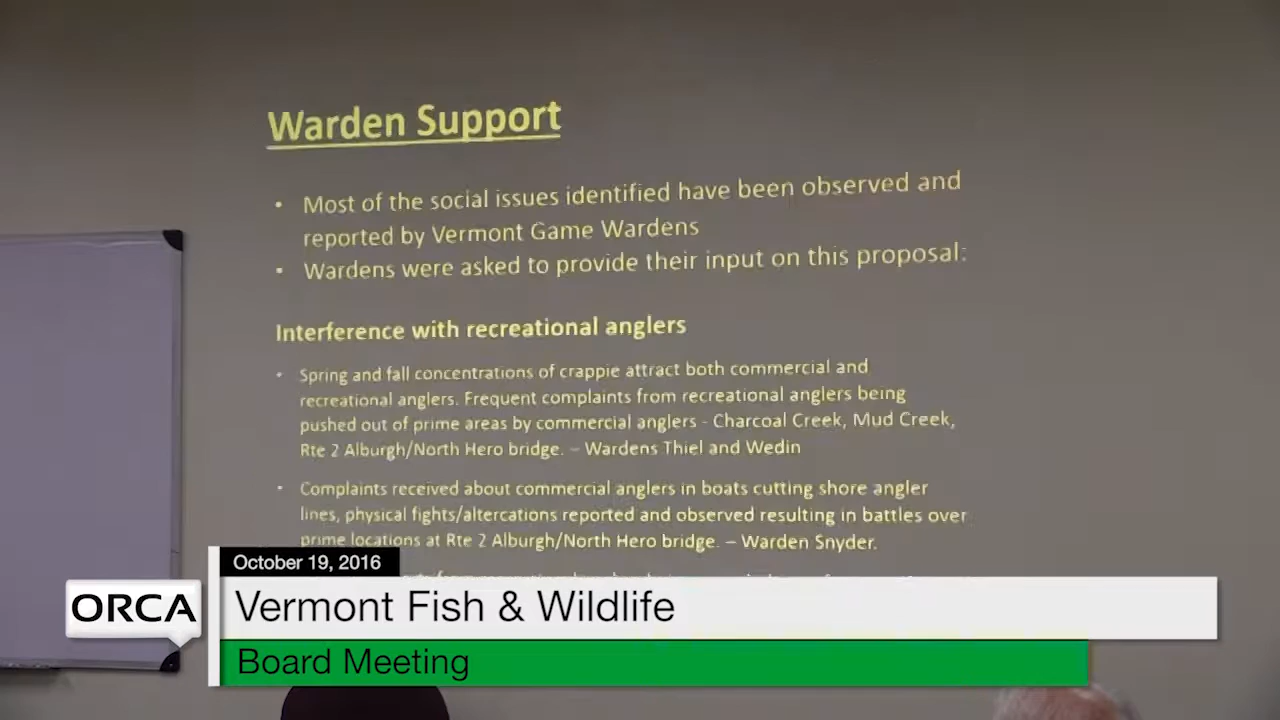 Warden Support
• Most of the social issues identified have been observed and
reported by Vermont Game Wardens
• Wardens were asked to provide their input on this proposal:
Interference with recreational anglers
• Spring and fall concentrations of crappie attract both commercial and
recreational anglers. Frequent complaints from recreational anglers being
pushed out of prime areas by commercial anglers - Charcoal Creek, Mud Creek,
Rte 2 Alburgh/North Hero bridge. – Wardens Thiel and Wedin
• Complaints received about commercial anglers in boats cutting shore angler
lines, physical fights/altercations reported and observed resulting in battles over
prime locations at Rte 2 Alburgh/North Hero bridge. – Warden Snyder.
October 19, 2016
ORCA
Vermont Fish & Wildlife
Board Meeting